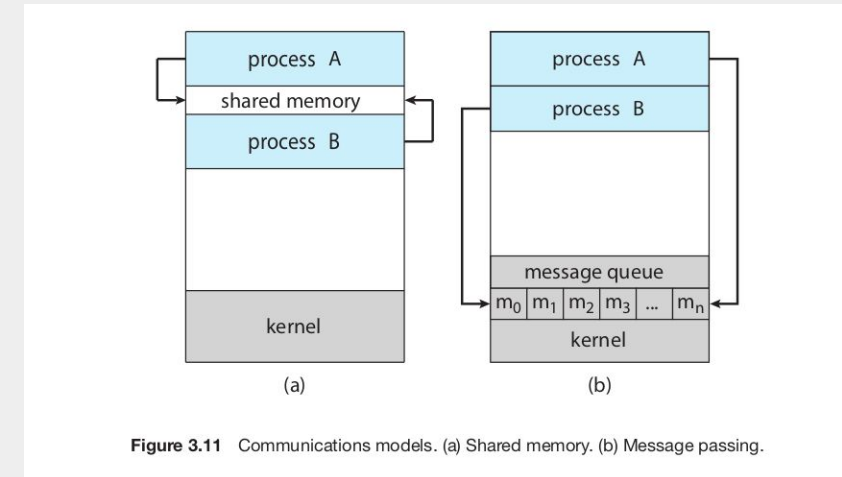 process A
shared memory
process B
kernel
(a)
process A
process B
message queue
m0 m1 m2 m3 ... mn
kernel
(b)
Figure 3.11 Communications models. (a) Shared memory. (b) Message passing.